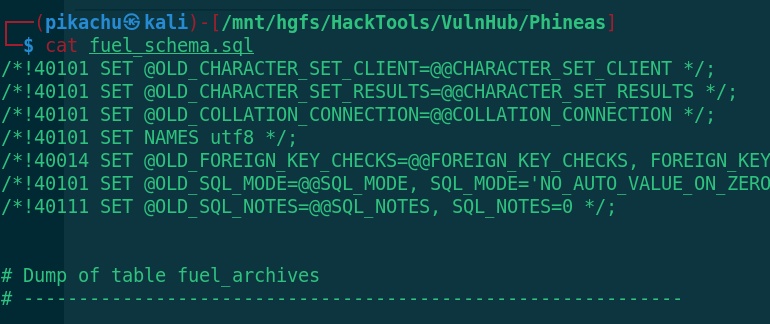 ┌──(pikachu㉿kali)-[/mnt/hgfs/HackTools/VulnHub/Phineas]
└─$ cat fuel_schema.sql
/*!40101 SET @OLD_CHARACTER_SET_CLIENT=@@CHARACTER_SET_CLIENT */;
/*!40101 SET @OLD_CHARACTER_SET_RESULTS=@@CHARACTER_SET_RESULTS */;
/*!40101 SET @OLD_COLLATION_CONNECTION=@@COLLATION_CONNECTION */;
/*!40101 SET NAMES utf8 */;
/*!40014 SET @OLD_FOREIGN_KEY_CHECKS=@@FOREIGN_KEY_CHECKS, FOREIGN_KEY
/*!40101 SET @OLD_SQL_MODE=@@SQL_MODE, SQL_MODE='NO_AUTO_VALUE_ON_ZERO
/*!40111 SET @OLD_SQL_NOTES=@@SQL_NOTES, SQL_NOTES=0 */;
# Dump of table fuel_archives
# ------------------------------------------------------------